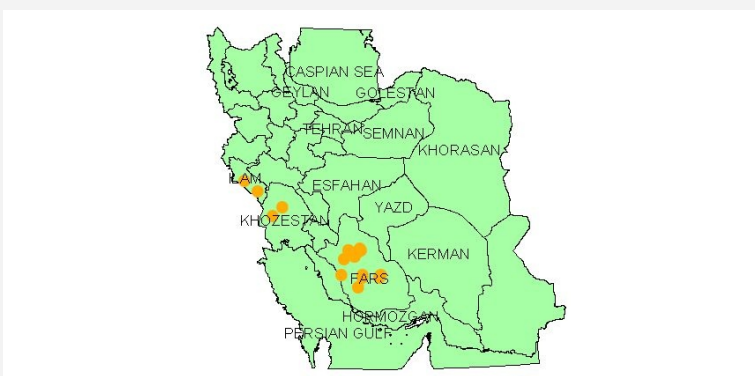 CASPIAN SEA
GEYLAN
GOLESTAN
TEHRAN
SEMNAN
KHORASAN
ILAM
ESFAHAN
YAZD
KHOZESTAN
KERMAN
FARS
HORMOZGAN
PERSIAN GULF